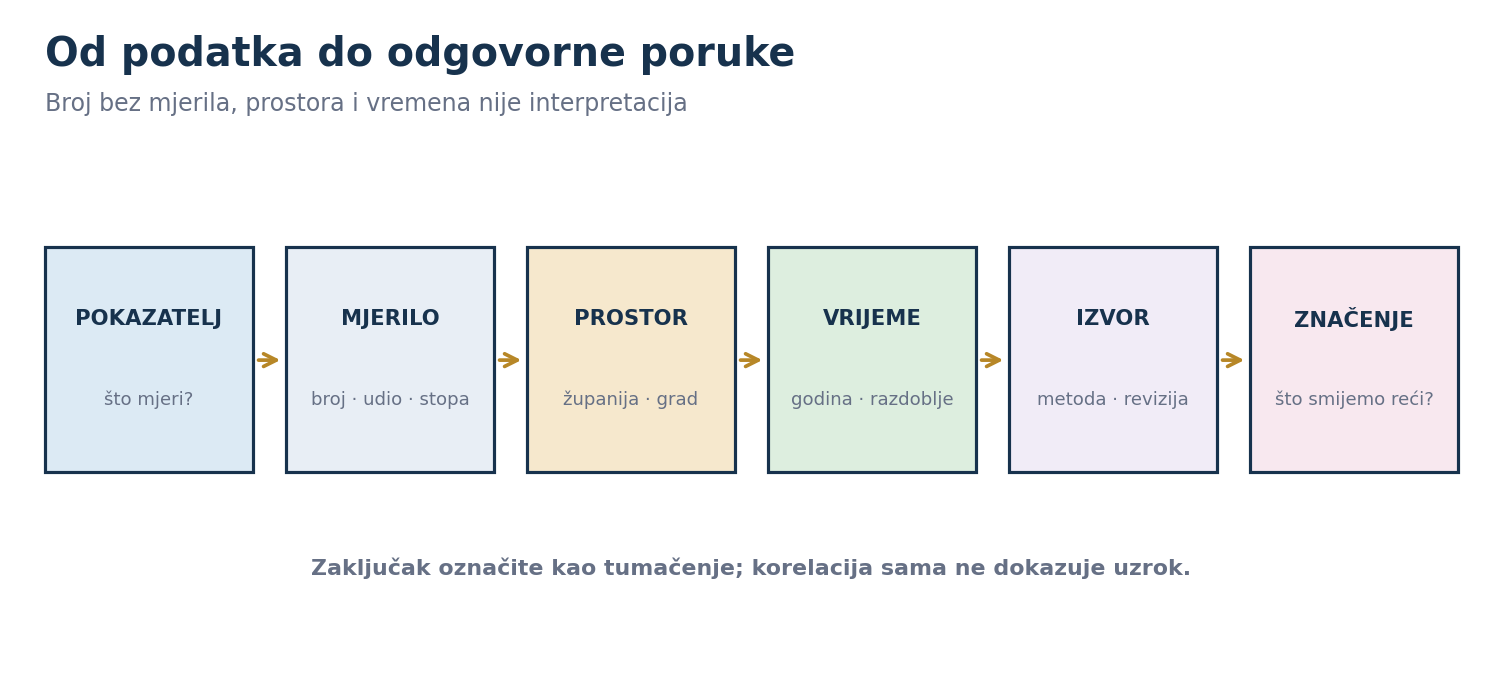 Od podatka do odgovorne poruke
Broj bez mjerila, prostora i vremena nije interpretacija
POKAZATELJ
što mjeri?
MJERILO
broj · udio · stopa
PROSTOR
županija · grad
VRIJEME
godina · razdoblje
IZVOR
metoda · revizija
ZNAČENJE
što smijemo reći?
Zaključak označite kao tumačenje; korelacija sama ne dokazuje uzrok.